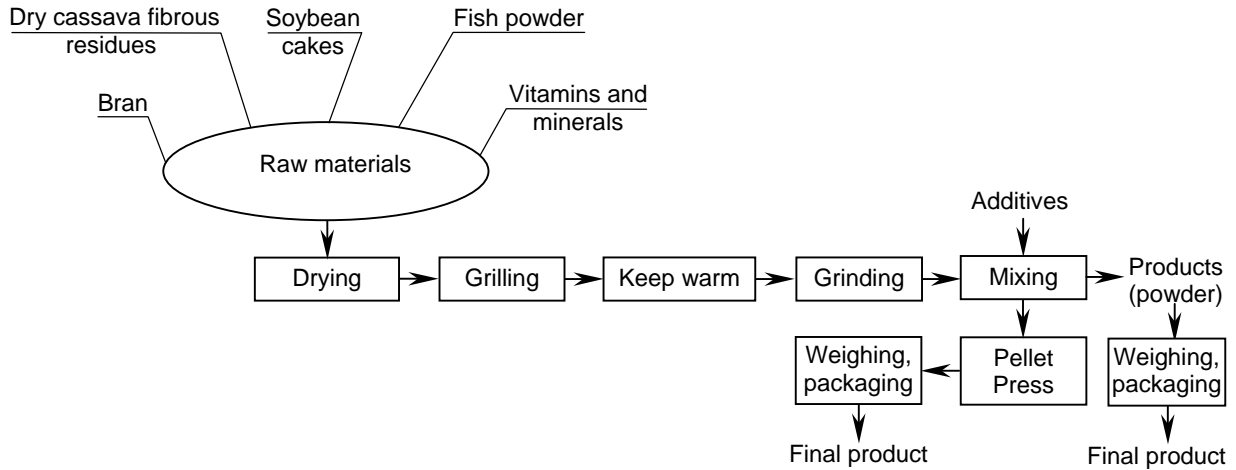 Dry cassava fibrous
residues
Soybean
cakes
Fish powder
Bran
Vitamins and
minerals
Raw materials
Additives
Drying
Grilling
Keep warm
Grinding
Mixing
Products
(powder)
Weighing,
packaging
Pellet
Press
Weighing,
packaging
Final product
Final product